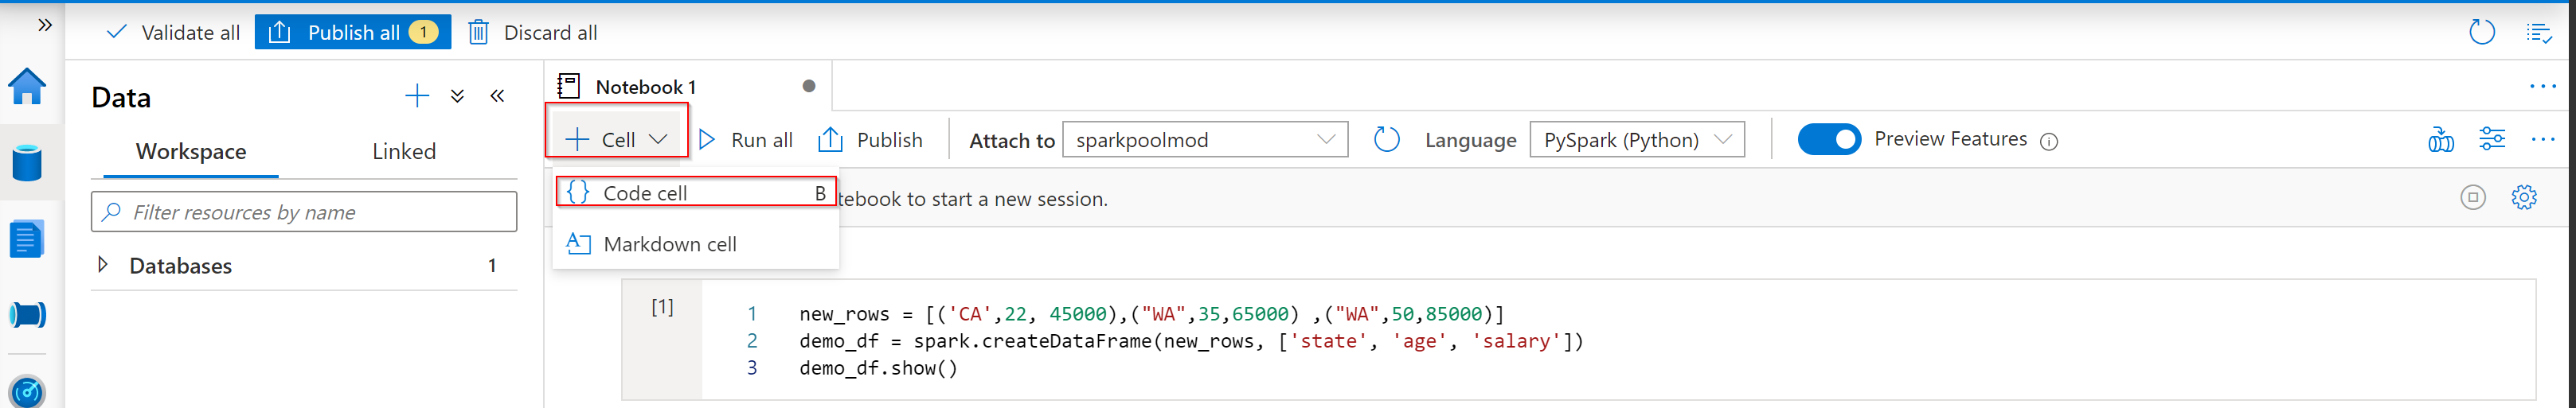 Validate all Publish all 1 Discard all
Data
Workspace Linked
Filter resources by name
Databases 1
Notebook 1
Cell Run all Publish Attach to sparkpoolmod Language PySpark (Python) Preview Features
Code cell B
Markdown cell
tebook to start a new session.
[1]
1 new_rows = [('CA',22, 45000),("WA",35,65000) ,("WA",50,85000)]
2 demo_df = spark.createDataFrame(new_rows, ['state', 'age', 'salary'])
3 demo_df.show()